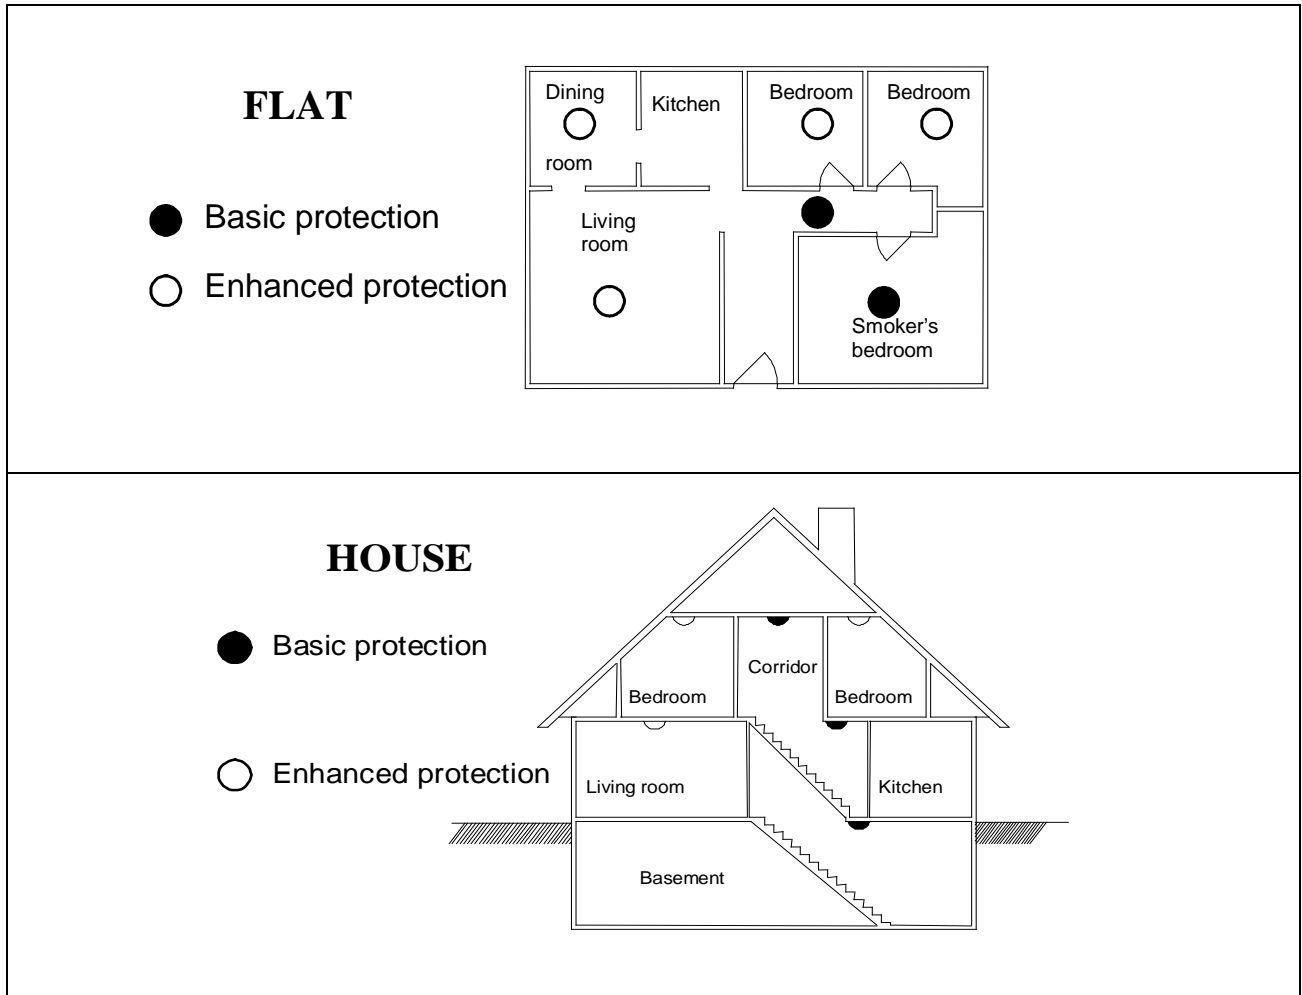 FLAT
Basic protection
Enhanced protection
Dining
room
Kitchen
Bedroom
Bedroom
Living
room
Smoker's
bedroom
HOUSE
Basic protection
Enhanced protection
Corridor
Bedroom
Bedroom
Living room
Kitchen
Basement